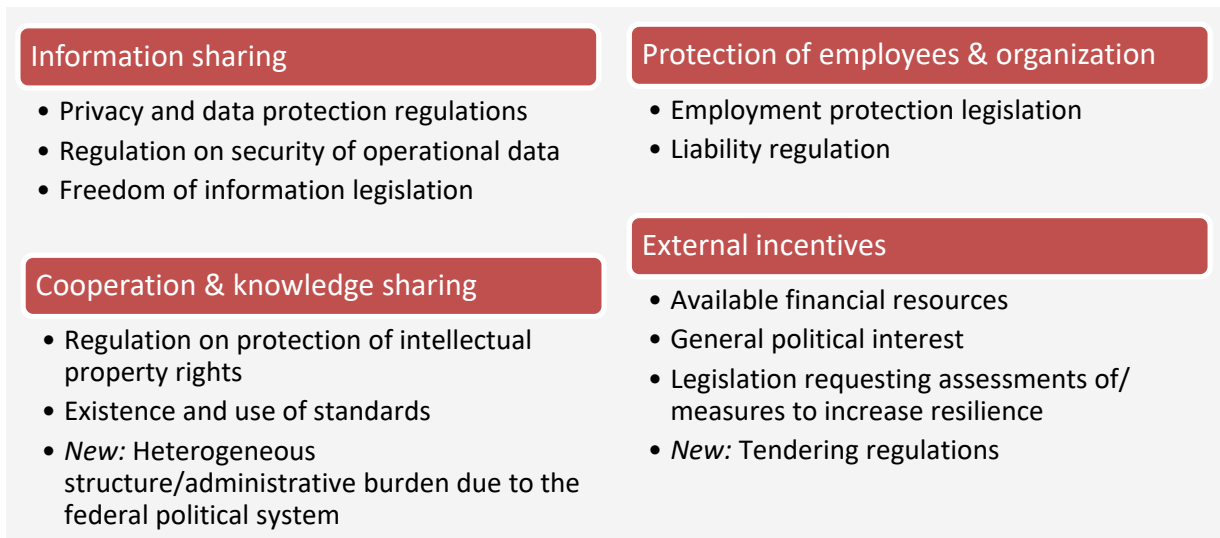 Information sharing
• Privacy and data protection regulations
• Regulation on security of operational data
• Freedom of information legislation
Cooperation & knowledge sharing
• Regulation on protection of intellectual
property rights
• Existence and use of standards
• New: Heterogeneous
structure/administrative burden due to the
federal political system
Protection of employees & organization
• Employment protection legislation
• Liability regulation
External incentives
• Available financial resources
• General political interest
• Legislation requesting assessments of/
measures to increase resilience
• New: Tendering regulations